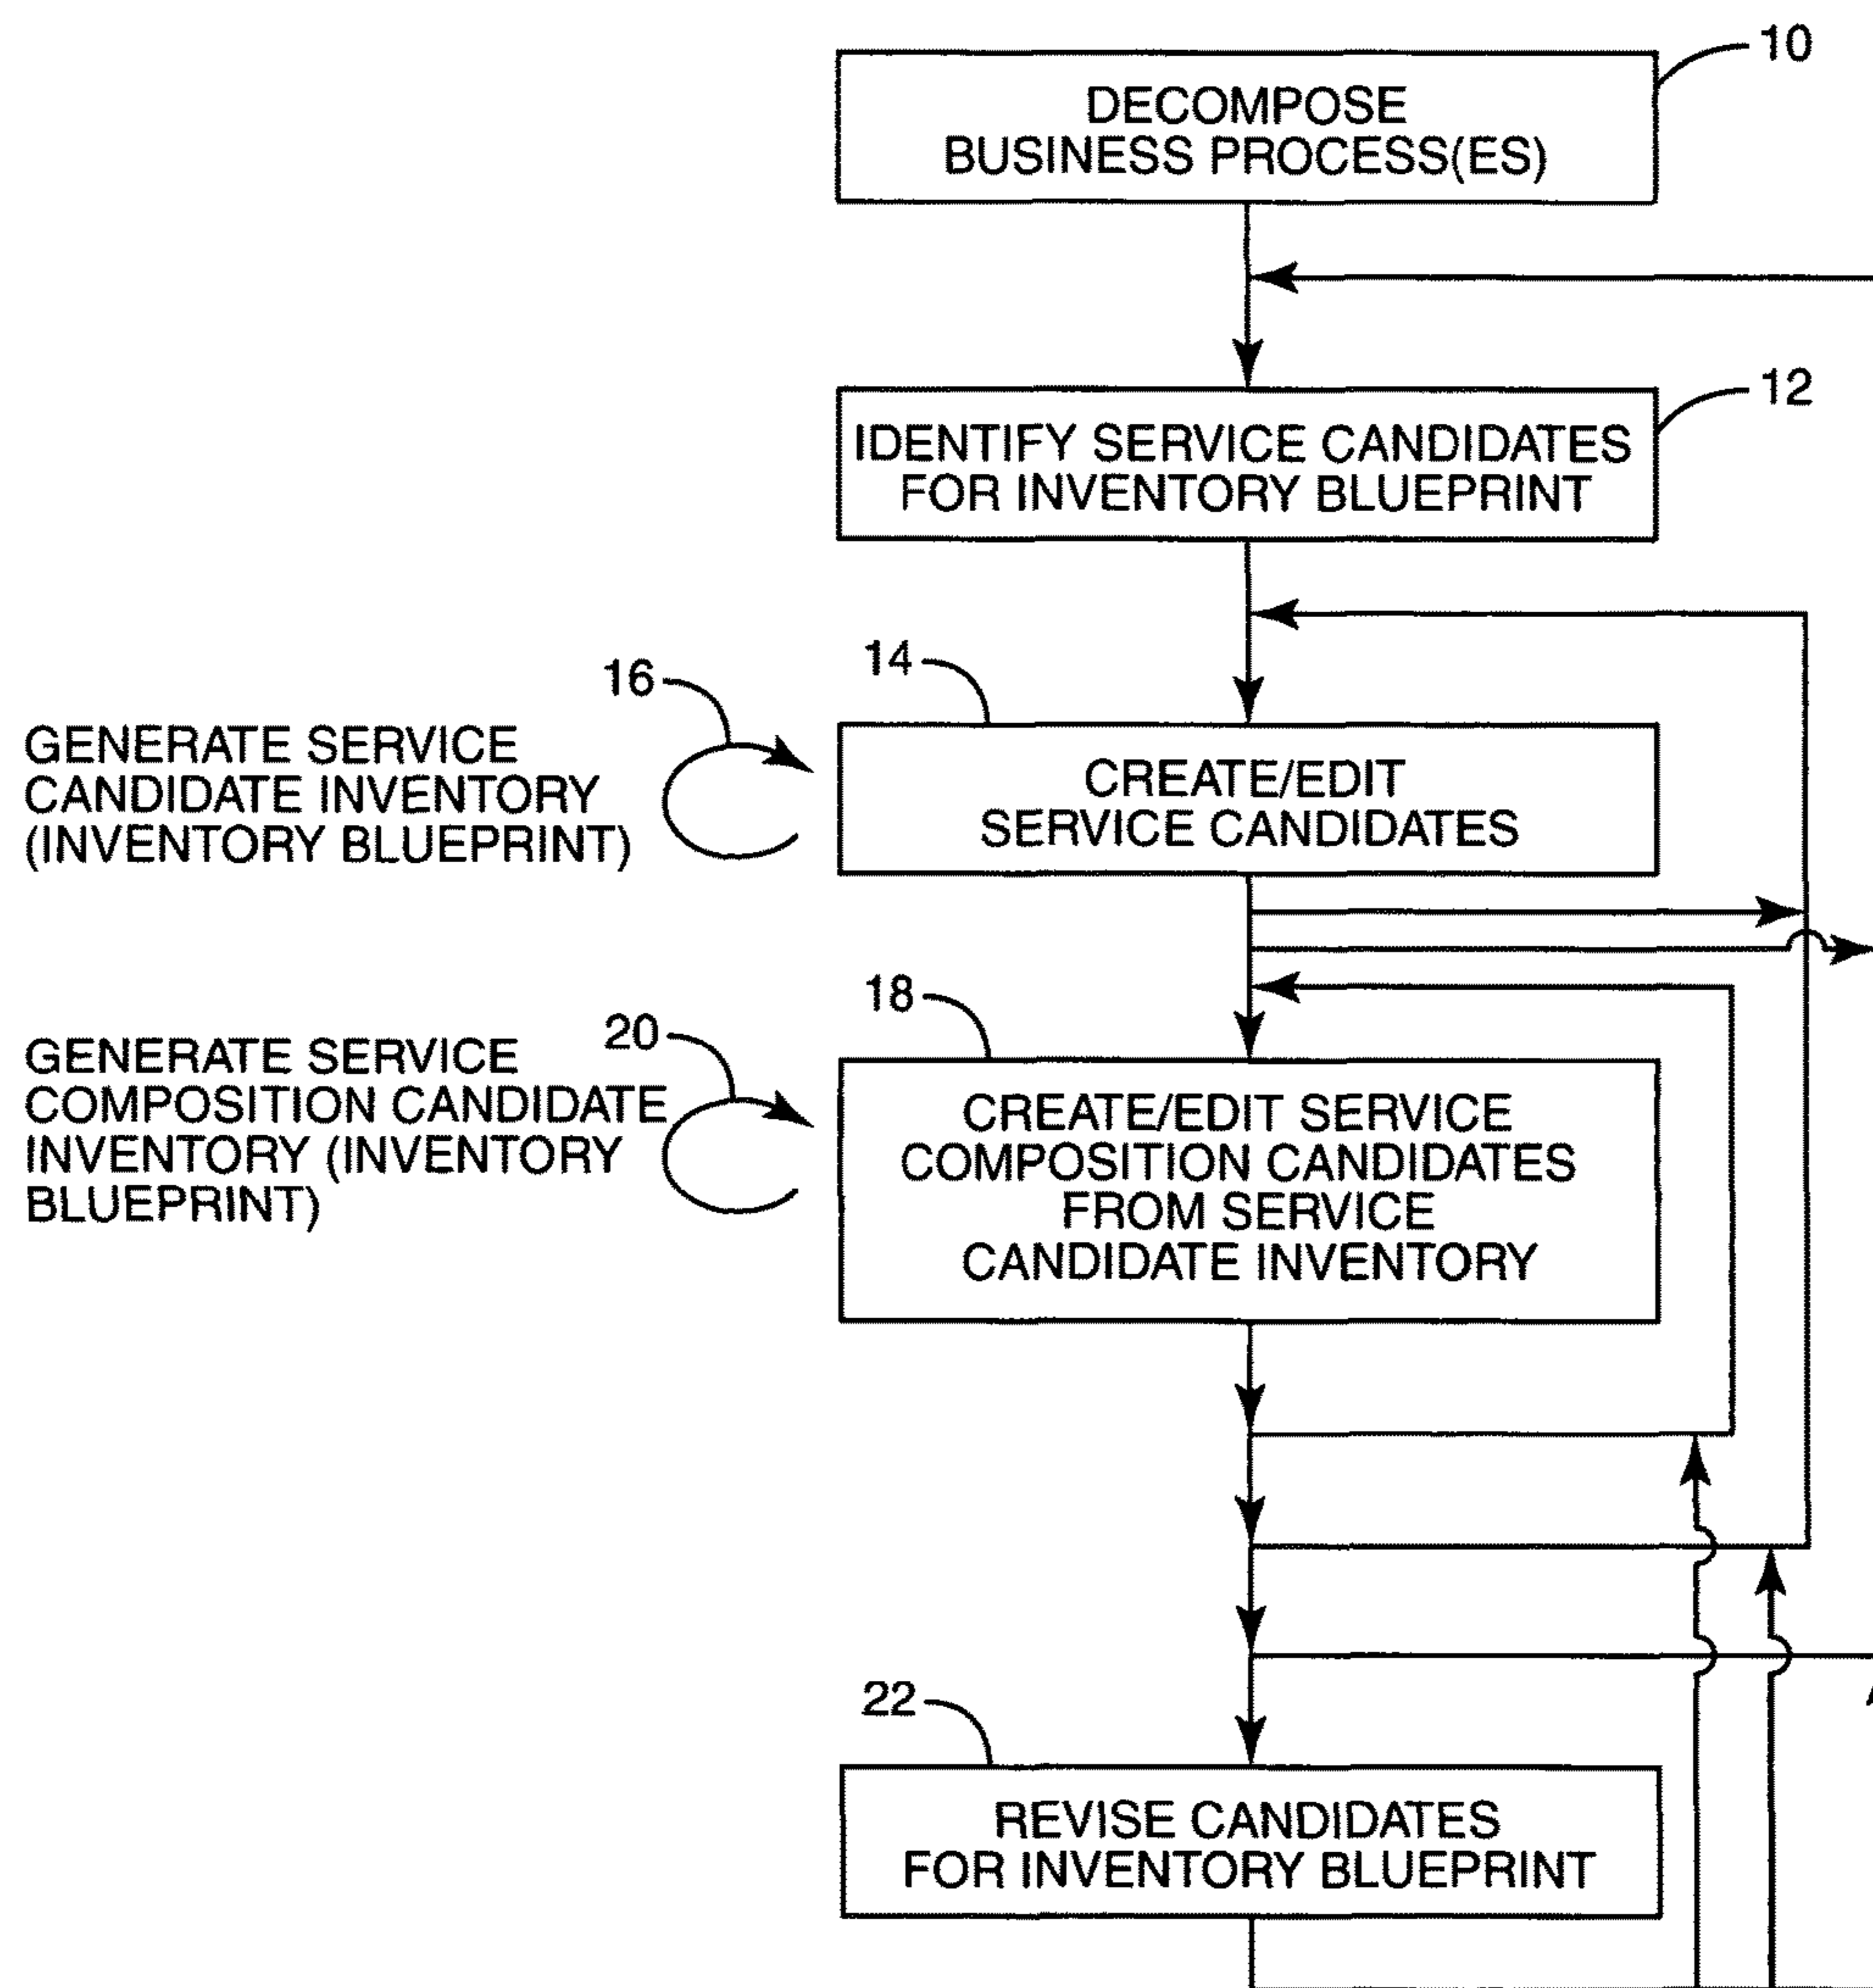 10
DECOMPOSE
BUSINESS PROCESS(ES)
12
IDENTIFY SERVICE CANDIDATES
FOR INVENTORY BLUEPRINT
14
16
GENERATE SERVICE
CANDIDATE INVENTORY
(INVENTORY BLUEPRINT)
CREATE/EDIT
SERVICE CANDIDATES
18
20
GENERATE SERVICE
COMPOSITION CANDIDATE
INVENTORY (INVENTORY
BLUEPRINT)
CREATE/EDIT SERVICE
COMPOSITION CANDIDATES
FROM SERVICE
CANDIDATE INVENTORY
22
REVISE CANDIDATES
FOR INVENTORY BLUEPRINT